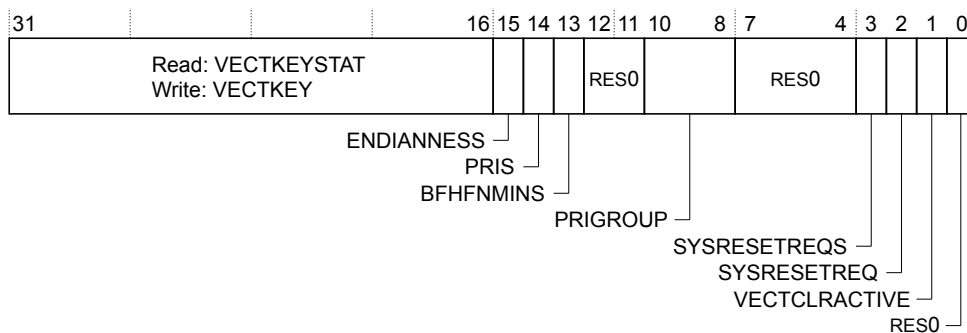 31 16 15 14 13 12 11 10 8 7 4 3 2 1 0
Read: VECTKEYSTAT
Write: VECTKEY
RES0 RES0
ENDIANNESS
PRIS
BFHFNMINS
PRIGROUP
SYSRESETREQS
SYSRESETREQ
VECTCLRACTIVE
RES0